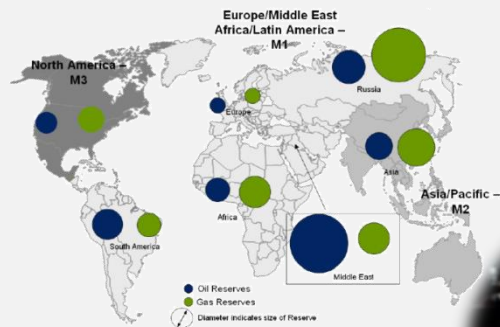 Europe/Middle East
Africa/Latin America –
M1
North America –
M3
Russia
Europe
Asia
Asia/Pacific –
M2
Africa
South America
Middle East
Oil Reserves
Gas Reserves
Diameter indicates size of Reserve